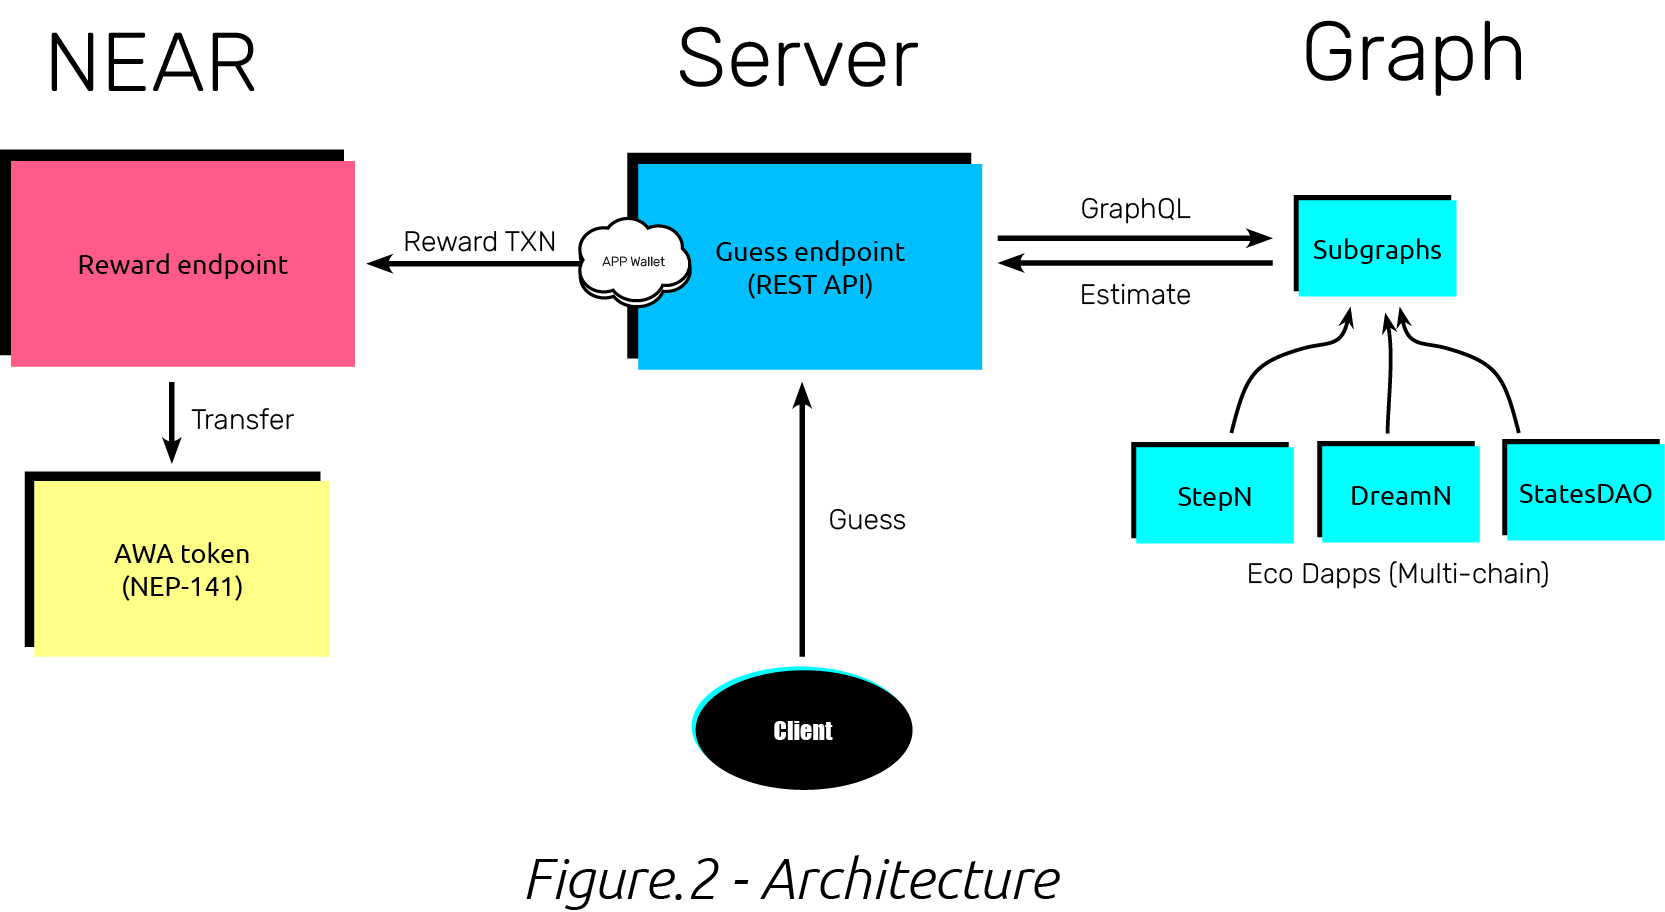 NEAR
Server
Graph
Reward endpoint
Reward TXN
APP Wallet
Guess endpoint
(REST API)
GraphQL
Estimate
Subgraphs
Transfer
AWA token
(NEP-141)
Guess
StepN
DreamN
StatesDAO
Eco Dapps (Multi-chain)
Client
Figure.2 - Architecture